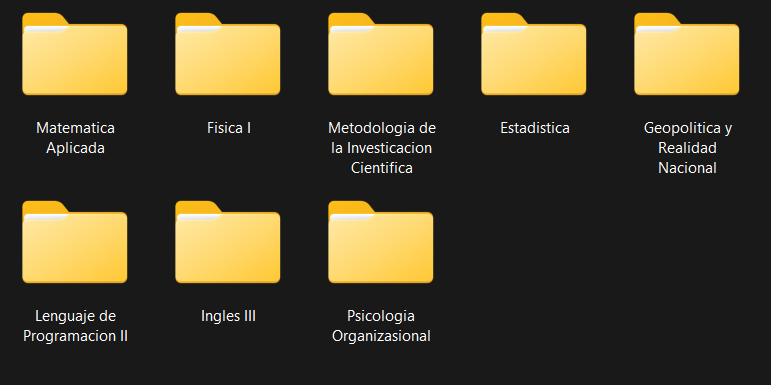 Matematica
Aplicada
Fisica I
Metodologia de
la Investicacion
Cientifica
Estadistica
Geopolitica y
Realidad
Nacional
Lenguaje de
Programacion II
Ingles III
Psicologia
Organizasional